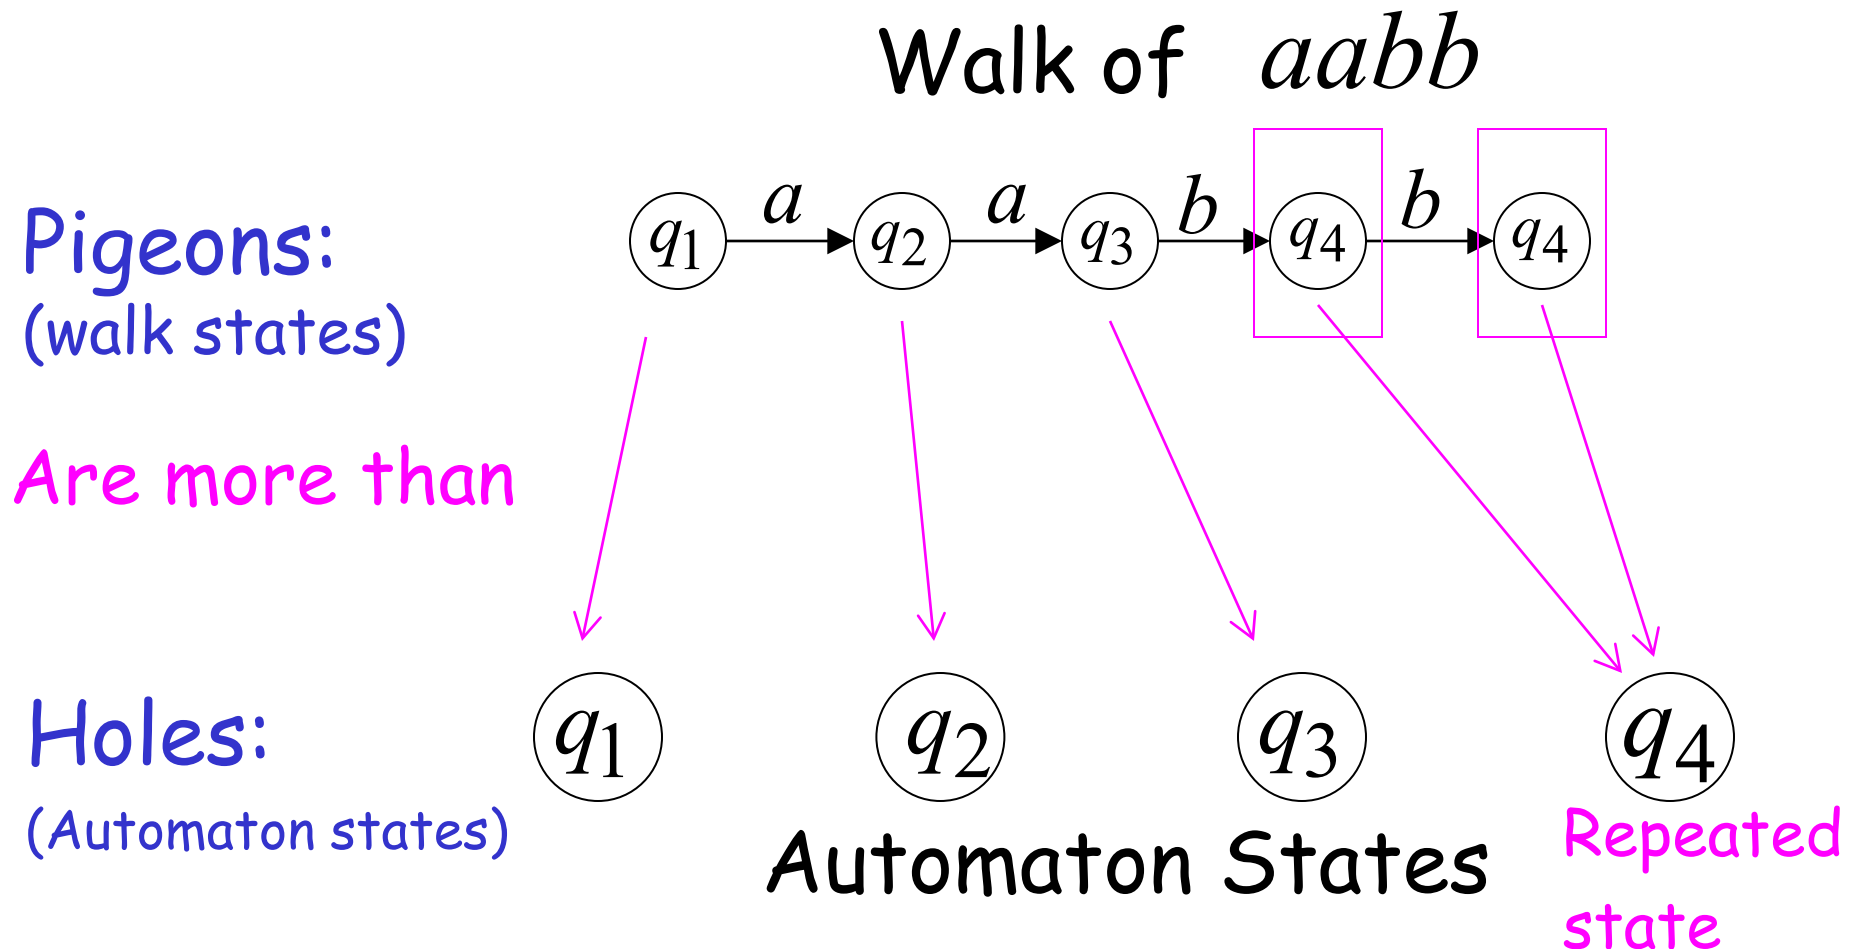 Walk of aabb
a a b b
Pigeons: q1 q2 q3 q4 q4
(walk states)
Are more than
Holes: q1 q2 q3 q4
(Automaton states)
Automaton States
Repeated
state